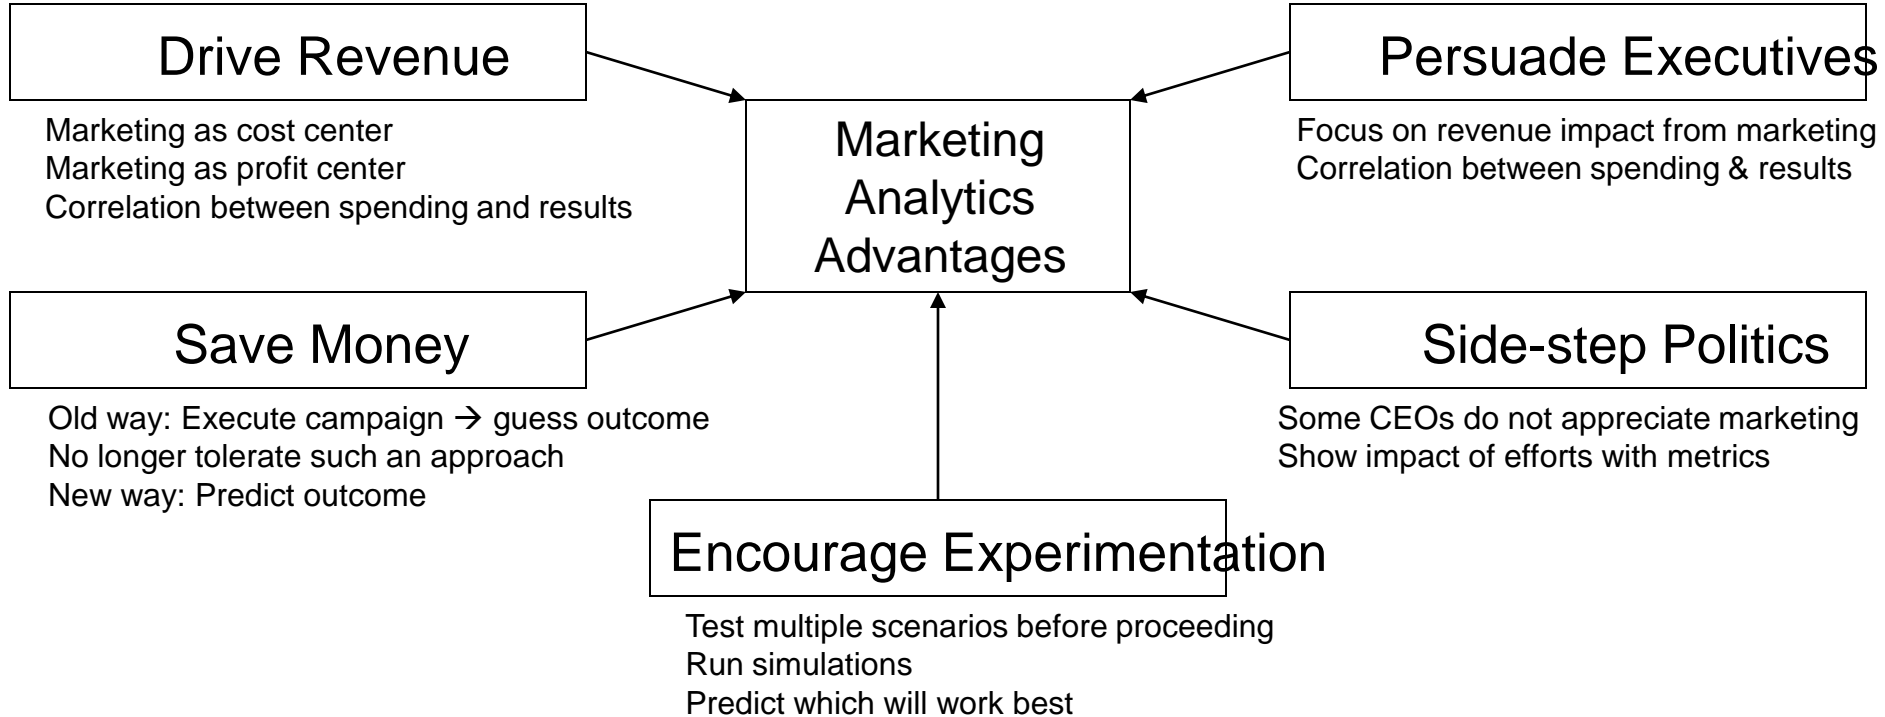 Drive Revenue
Marketing as cost center
Marketing as profit center
Correlation between spending and results
Persuade Executives
Focus on revenue impact from marketing
Correlation between spending & results
Marketing
Analytics
Advantages
Save Money
Old way: Execute campaign → guess outcome
No longer tolerate such an approach
New way: Predict outcome
Side-step Politics
Some CEOs do not appreciate marketing
Show impact of efforts with metrics
Encourage Experimentation
Test multiple scenarios before proceeding
Run simulations
Predict which will work best